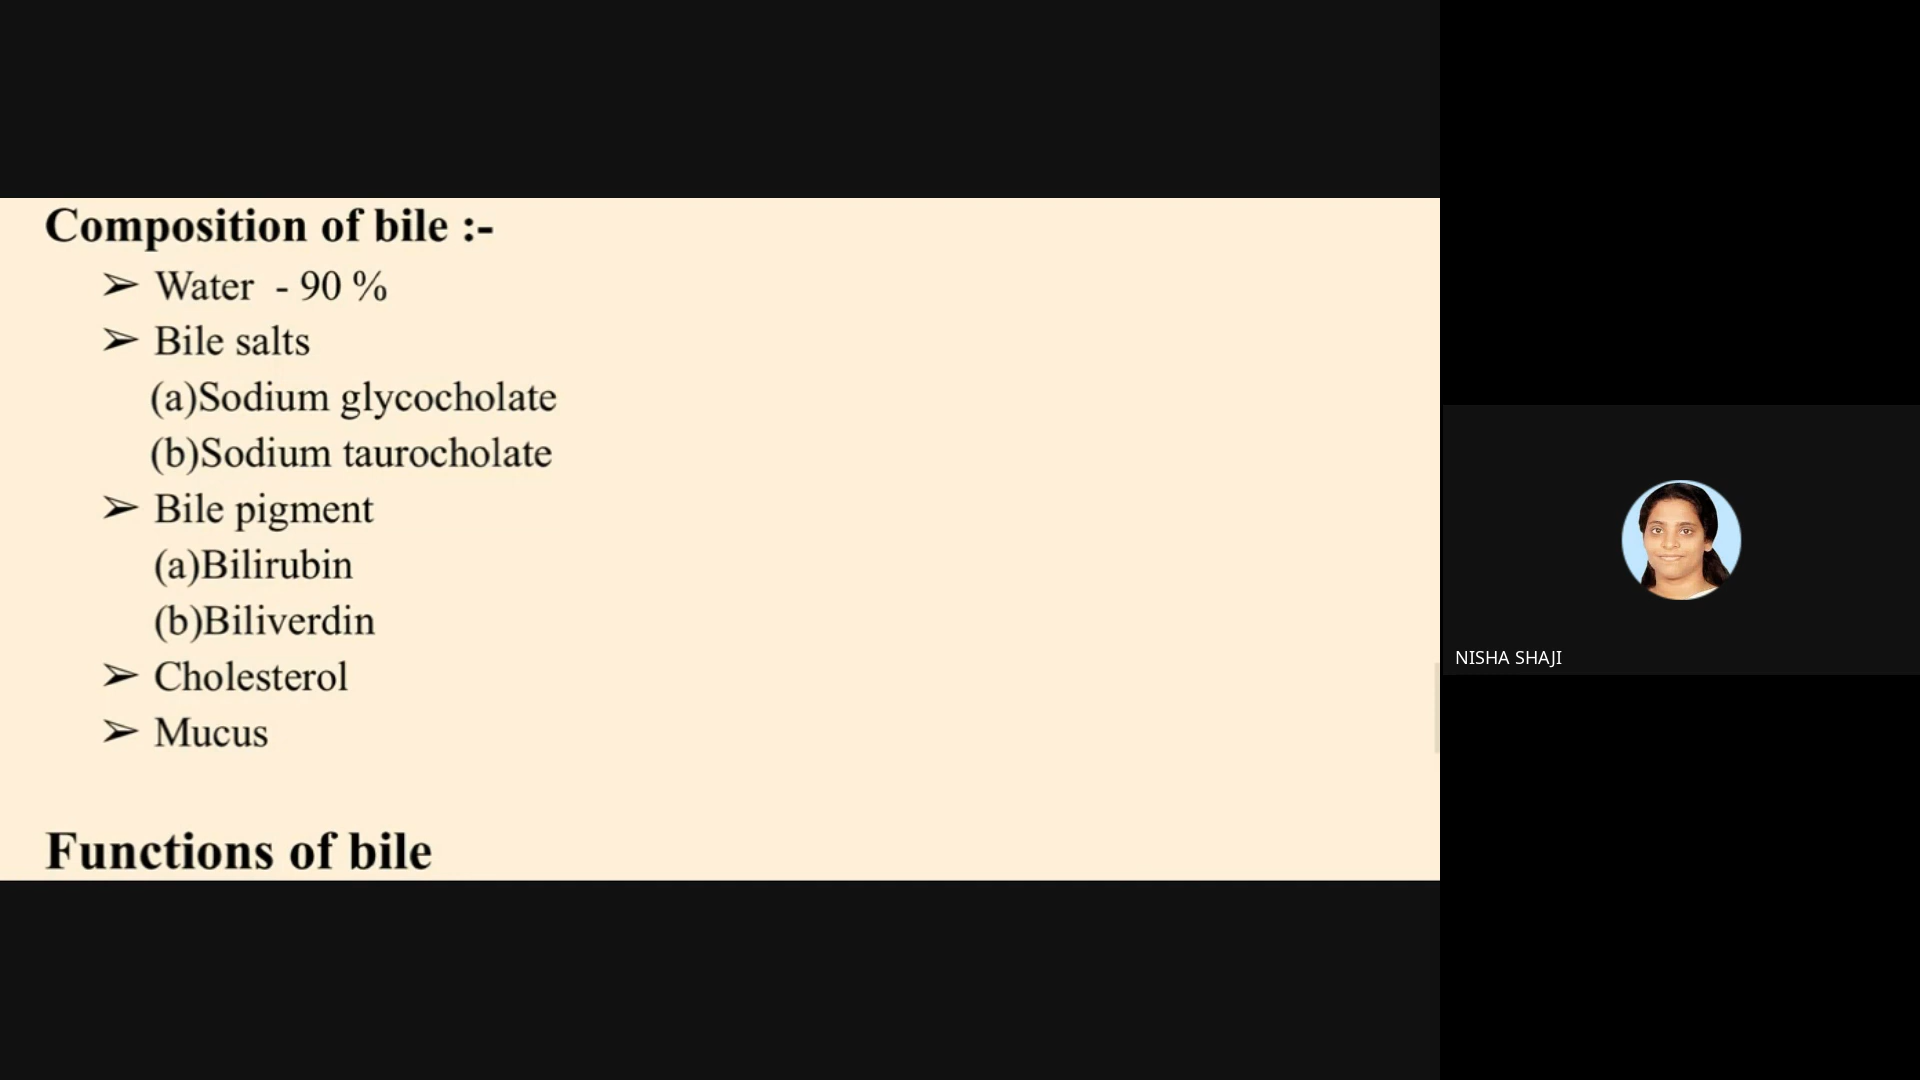 Composition of bile :-
➢ Water - 90 %
➢ Bile salts
(a)Sodium glycocholate
(b)Sodium taurocholate
➢ Bile pigment
(a)Bilirubin
(b)Biliverdin
➢ Cholesterol
➢ Mucus
Functions of bile
NISHA SHAJI